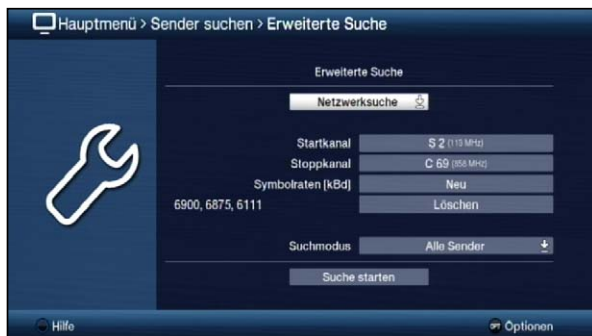 Hauptmenü > Sender suchen > Erweiterte Suche
Erweiterte Suche
Netzwerksuche
Startkanal S 2 (113 MHz)
Stoppkanal C 69 (858 MHz)
Symbolraten [kBd] Neu
6900, 6875, 6111 Löschen
Suchmodus Alle Sender
Suche starten
Hilfe OPT Optionen